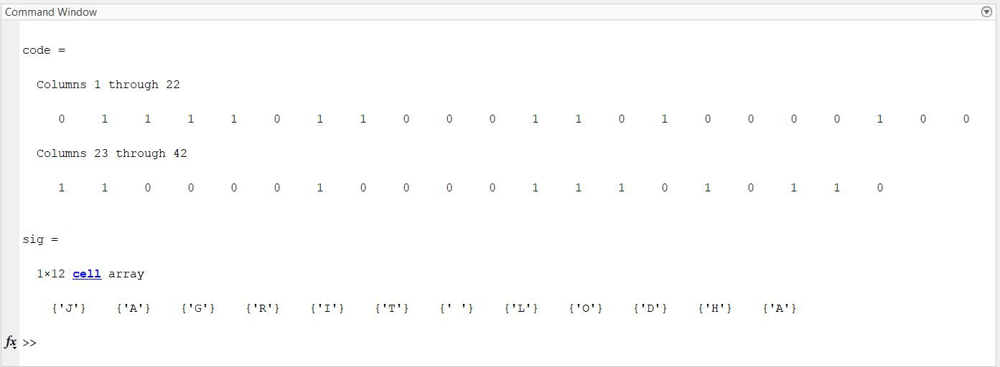 Command Window
code =
Columns 1 through 22
0 1 1 1 1 0 1 1 0 0 0 1 1 0 1 0 0 0 0 1 0 0
Columns 23 through 42
1 1 0 0 0 0 1 0 0 0 0 1 1 1 0 1 0 1 1 0
sig =
1×12 cell array
{'J'} {'A'} {'G'} {'R'} {'I'} {'T'} {' '} {'L'} {'O'} {'D'} {'H'} {'A'}
fx >>